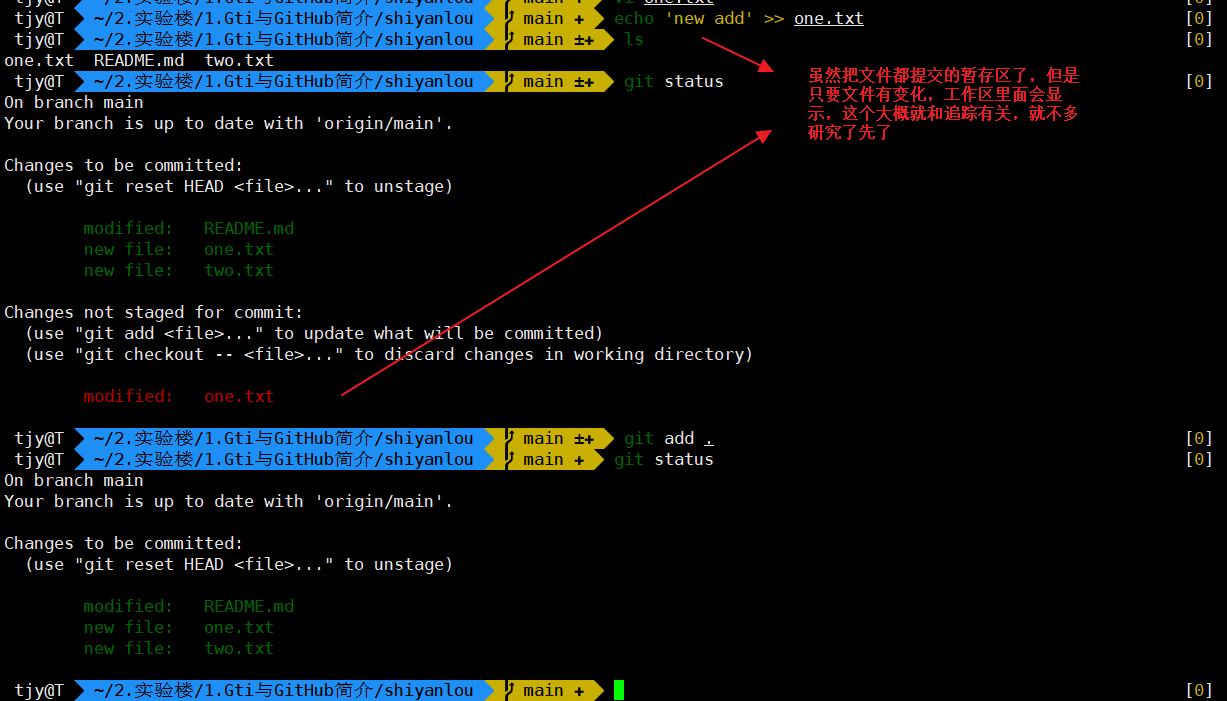 tjy@T ~/2.实验楼/1.Gti与GitHub简介/shiyanlou main + vi one.txt [0]
tjy@T ~/2.实验楼/1.Gti与GitHub简介/shiyanlou main + echo 'new add' >> one.txt [0]
tjy@T ~/2.实验楼/1.Gti与GitHub简介/shiyanlou main ±+ ls [0]
one.txt README.md two.txt
tjy@T ~/2.实验楼/1.Gti与GitHub简介/shiyanlou main ±+ git status [0]
虽然把文件都提交的暂存区了，但是
只要文件有变化，工作区里面会显
示，这个大概就和追踪有关，就不多
研究了先了
On branch main
Your branch is up to date with 'origin/main'.
Changes to be committed:
(use "git reset HEAD <file>..." to unstage)
modified: README.md
new file: one.txt
new file: two.txt
Changes not staged for commit:
(use "git add <file>..." to update what will be committed)
(use "git checkout -- <file>..." to discard changes in working directory)
modified: one.txt
tjy@T ~/2.实验楼/1.Gti与GitHub简介/shiyanlou main ±+ git add . [0]
tjy@T ~/2.实验楼/1.Gti与GitHub简介/shiyanlou main + git status [0]
On branch main
Your branch is up to date with 'origin/main'.
Changes to be committed:
(use "git reset HEAD <file>..." to unstage)
modified: README.md
new file: one.txt
new file: two.txt
tjy@T ~/2.实验楼/1.Gti与GitHub简介/shiyanlou main + [0]